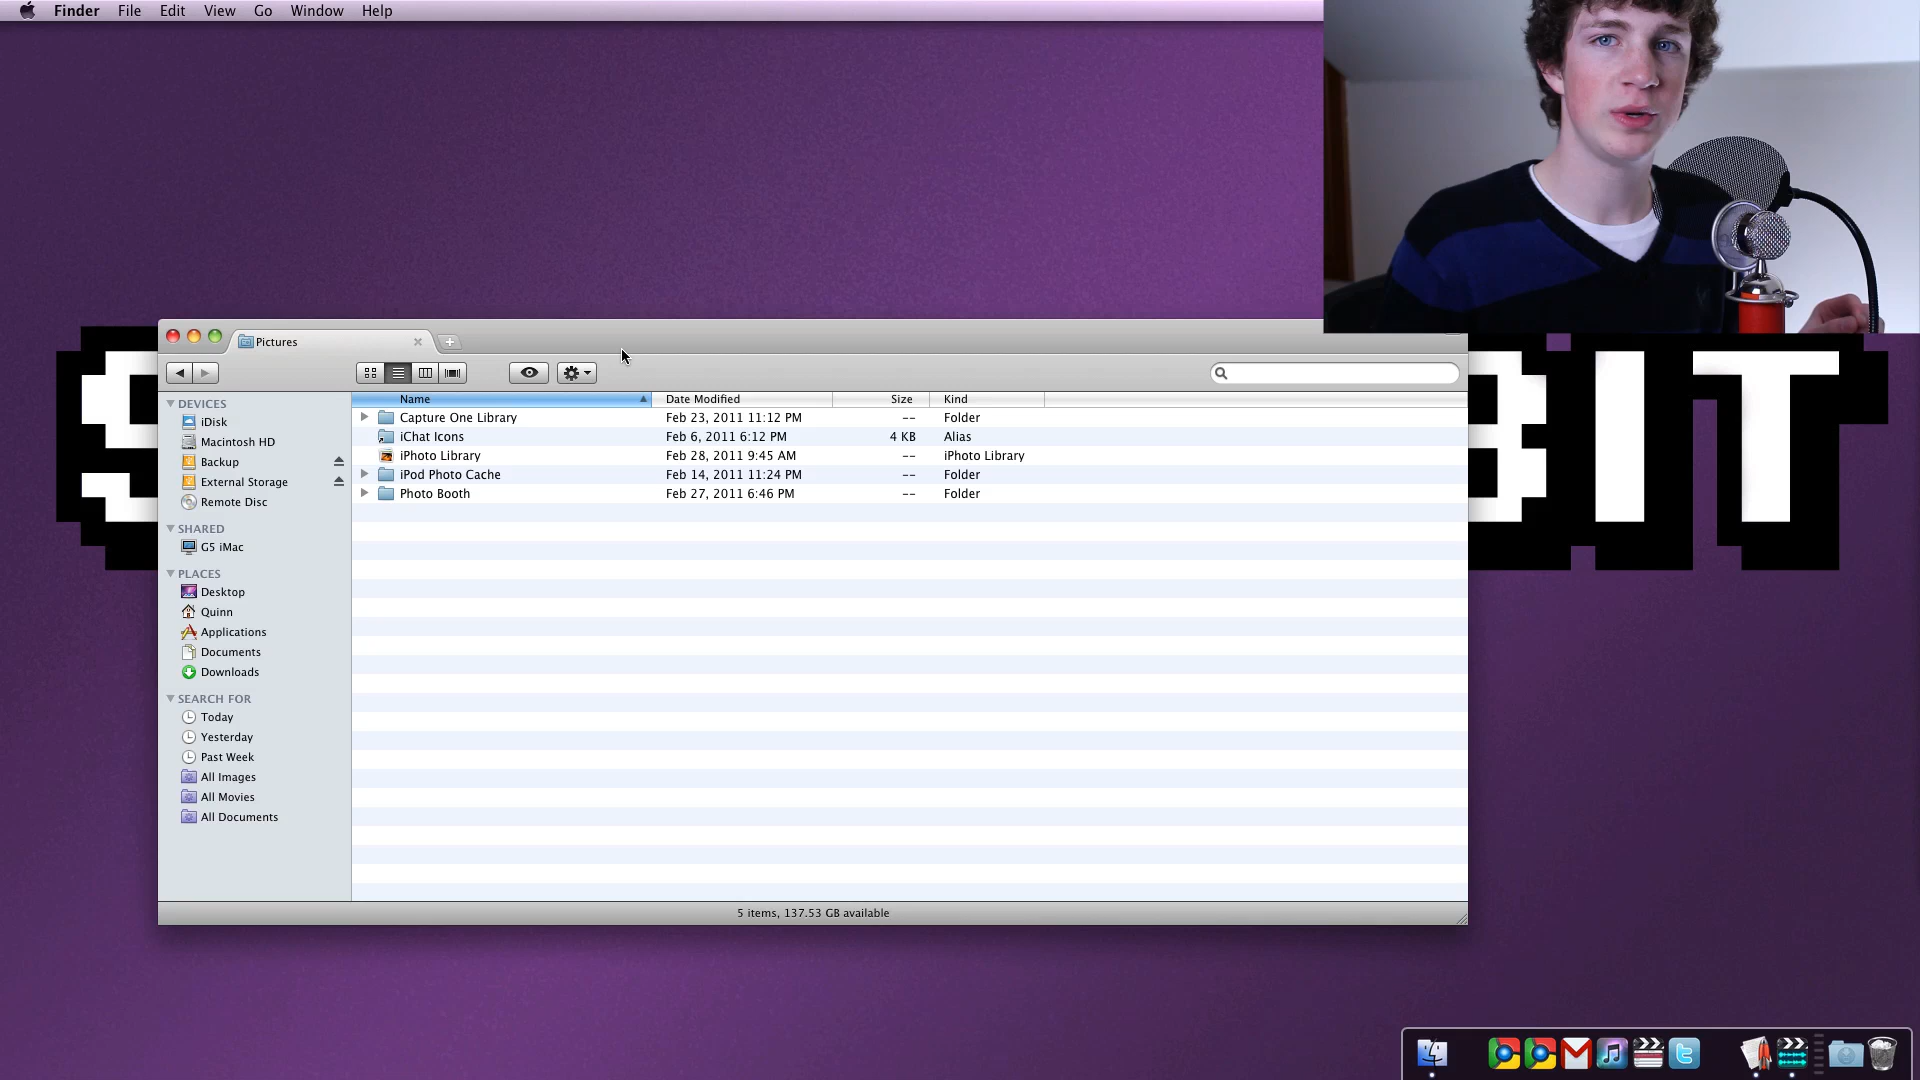 Finder File Edit View Go Window Help
Pictures
Name Date Modified Size Kind
Capture One Library Feb 23, 2011 11:12 PM -- Folder
iChat Icons Feb 6, 2011 6:12 PM 4 KB Alias
iPhoto Library Feb 28, 2011 9:45 AM -- iPhoto Library
iPod Photo Cache Feb 14, 2011 11:24 PM -- Folder
Photo Booth Feb 27, 2011 6:46 PM -- Folder
DEVICES
iDisk
Macintosh HD
Backup
External Storage
Remote Disc
SHARED
G5 iMac
PLACES
Desktop
Quinn
Applications
Documents
Downloads
SEARCH FOR
Today
Yesterday
Past Week
All Images
All Movies
All Documents
5 items, 137.53 GB available
BIT